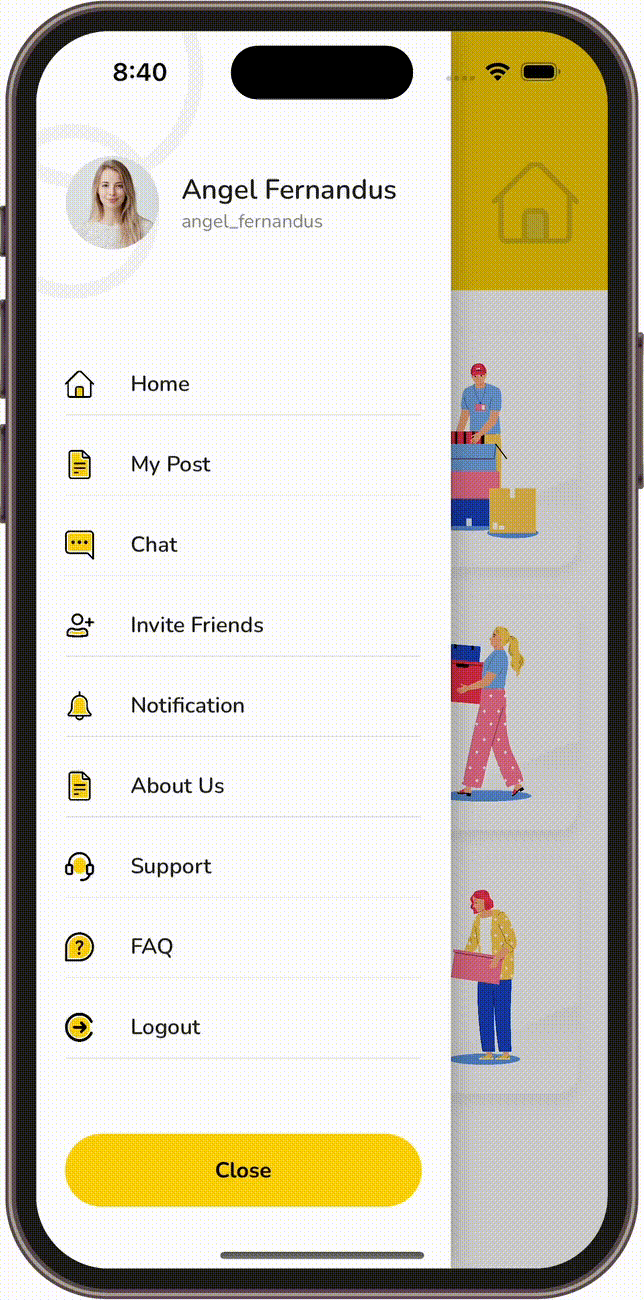 8:40
Angel Fernandus
angel_fernandus
Home
My Post
Chat
Invite Friends
Notification
About Us
Support
FAQ
Logout
Close